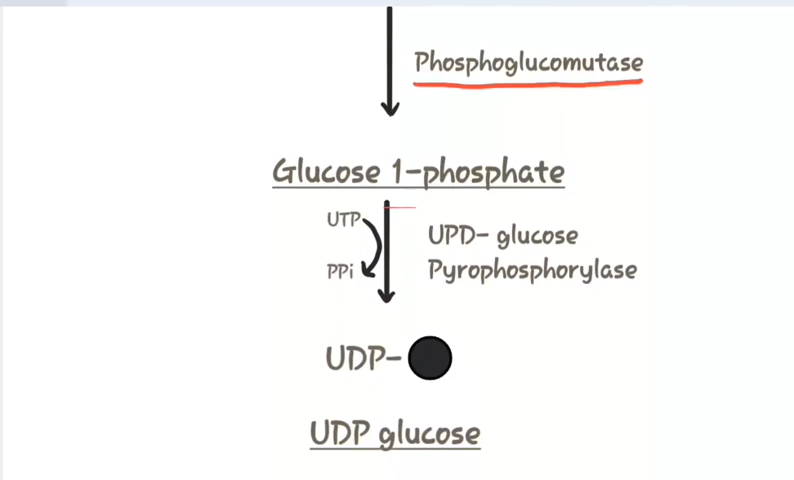 Phosphoglucomutase
Glucose 1-phosphate
UTP
UPD- glucose
PPi
Pyrophosphorylase
UDP-
UDP glucose